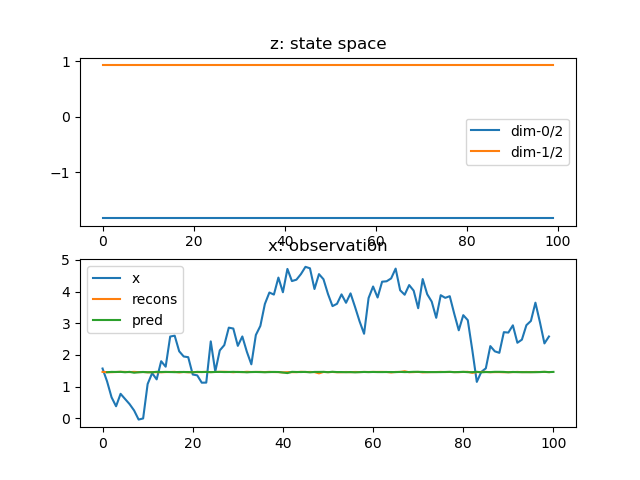 z: state space
1
0
−1
dim-0/2
dim-1/2
0 20 40 60 80 100
x: observation
5
4
3
2
1
0
x
recons
pred
0 20 40 60 80 100